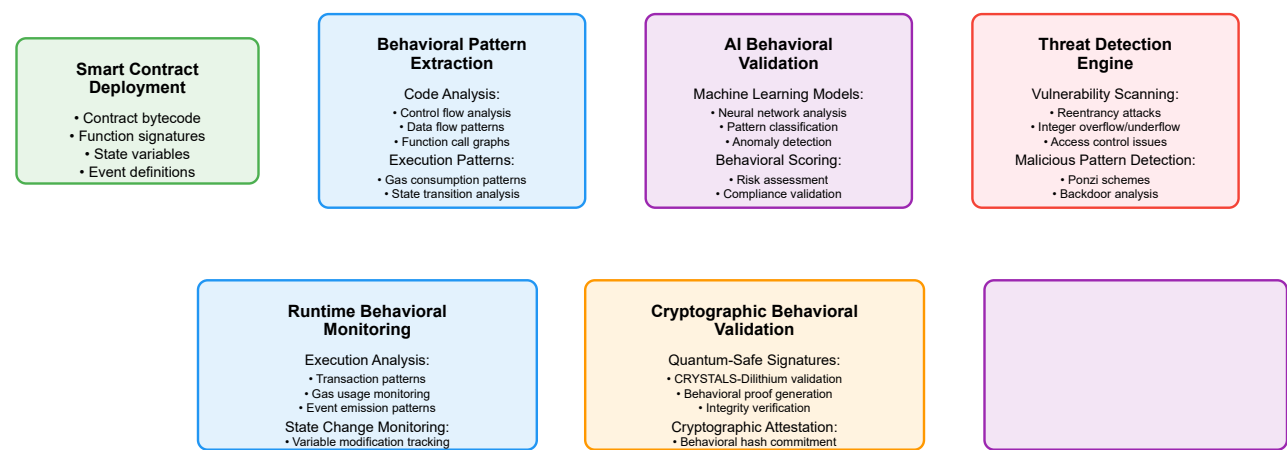 Smart Contract
Deployment
• Contract bytecode
• Function signatures
• State variables
• Event definitions
Behavioral Pattern
Extraction
Code Analysis:
• Control flow analysis
• Data flow patterns
• Function call graphs
Execution Patterns:
• Gas consumption patterns
• State transition analysis
AI Behavioral
Validation
Machine Learning Models:
• Neural network analysis
• Pattern classification
• Anomaly detection
Behavioral Scoring:
• Risk assessment
• Compliance validation
Threat Detection
Engine
Vulnerability Scanning:
• Reentrancy attacks
• Integer overflow/underflow
• Access control issues
Malicious Pattern Detection:
• Ponzi schemes
• Backdoor analysis
Runtime Behavioral
Monitoring
Execution Analysis:
• Transaction patterns
• Gas usage monitoring
• Event emission patterns
State Change Monitoring:
• Variable modification tracking
Cryptographic Behavioral
Validation
Quantum-Safe Signatures:
• CRYSTALS-Dilithium validation
• Behavioral proof generation
• Integrity verification
Cryptographic Attestation:
• Behavioral hash commitment